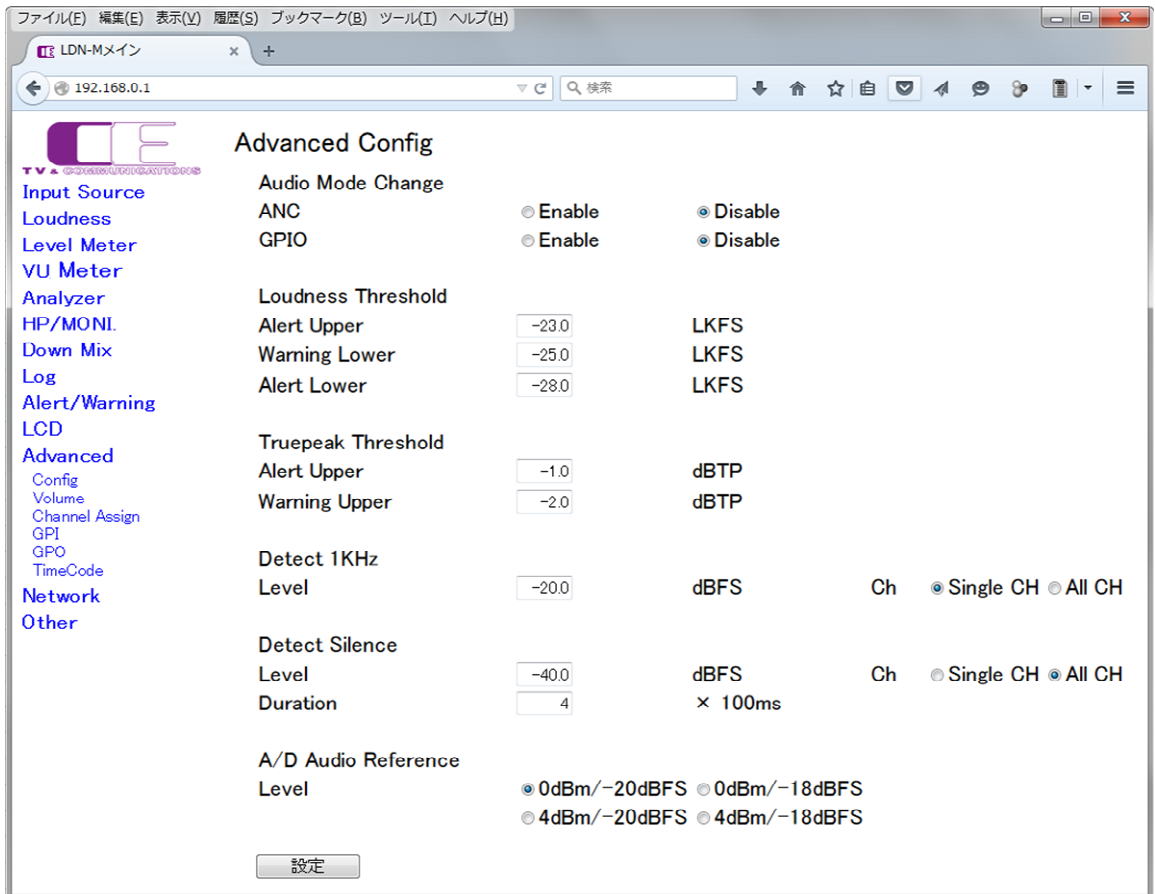 ファイル(F) 編集(E) 表示(V) 履歴(S) ブックマーク(B) ツール(T) ヘルプ(H)
LDN-Mメイン
192.168.0.1 検索
CIE
TV & COMMUNICATIONS
Input Source
Loudness
Level Meter
VU Meter
Analyzer
HP/MONI.
Down Mix
Log
Alert/Warning
LCD
Advanced
Config
Volume
Channel Assign
GPI
GPO
TimeCode
Network
Other
Advanced Config
Audio Mode Change
ANC Enable Disable
GPIO Enable Disable
Loudness Threshold
Alert Upper -23.0 LKFS
Warning Lower -25.0 LKFS
Alert Lower -28.0 LKFS
Truepeak Threshold
Alert Upper -1.0 dBTP
Warning Upper -2.0 dBTP
Detect 1KHz
Level -20.0 dBFS Ch Single CH All CH
Detect Silence
Level -40.0 dBFS Ch Single CH All CH
Duration 4 × 100ms
A/D Audio Reference
Level 0dBm/-20dBFS 0dBm/-18dBFS
4dBm/-20dBFS 4dBm/-18dBFS
設定